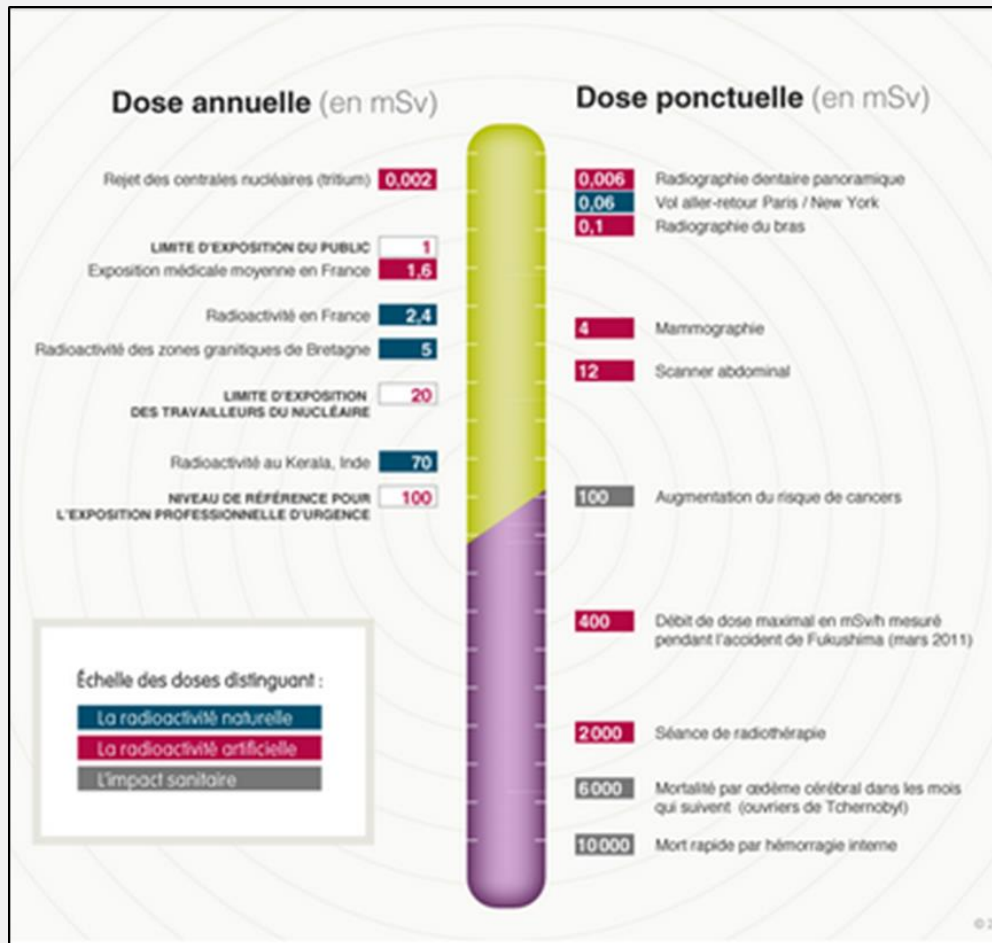 Dose annuelle (en mSv)
Rejet des centrales nucléaires (tritium) 0,002
LIMITE D'EXPOSITION DU PUBLIC 1
Exposition médicale moyenne en France 1,6
Radioactivité en France 2,4
Radioactivité des zones granitiques de Bretagne 5
LIMITE D'EXPOSITION 20
DES TRAVAILLEURS DU NUCLÉAIRE
Radioactivité au Kerala, Inde 70
NIVEAU DE RÉFÉRENCE POUR 100
L'EXPOSITION PROFESSIONNELLE D'URGENCE
Échelle des doses distinguant :
La radioactivité naturelle
La radioactivité artificielle
L'impact sanitaire
Dose ponctuelle (en mSv)
0,006 Radiographie dentaire panoramique
0,06 Vol aller-retour Paris / New York
0,1 Radiographie du bras
4 Mammographie
12 Scanner abdominal
100 Augmentation du risque de cancers
400 Débit de dose maximal en mSv/h mesuré
pendant l'accident de Fukushima (mars 2011)
2000 Séance de radiothérapie
6000 Mortalité par œdème cérébral dans les mois
qui suivent (ouvriers de Tchernobyl)
10000 Mort rapide par hémorragie interne
© 2